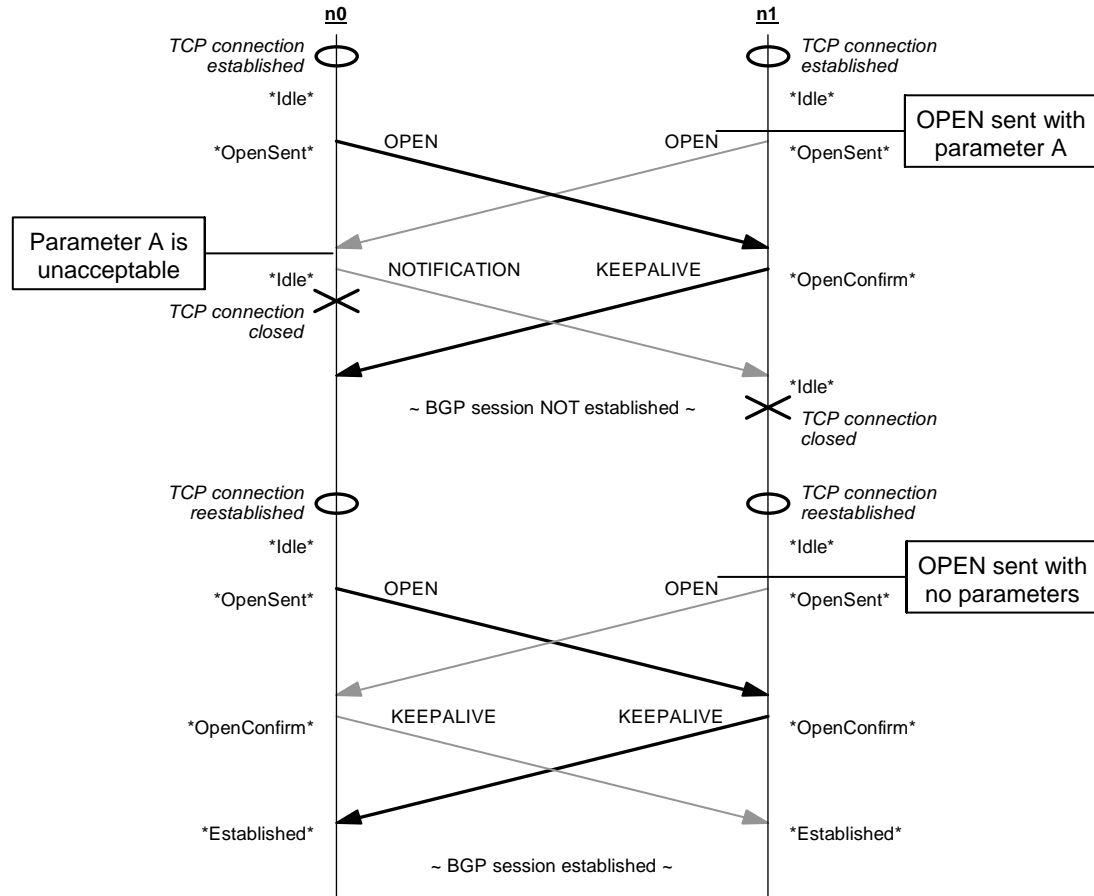 n0
n1
TCP connection
established
TCP connection
established
*Idle*
*Idle*
OPEN sent with
parameter A
OPEN
OPEN
*OpenSent*
*OpenSent*
Parameter A is
unacceptable
*Idle*
NOTIFICATION
KEEPALIVE
*OpenConfirm*
TCP connection
closed
*Idle*
~ BGP session NOT established ~
TCP connection
closed
TCP connection
reestablished
TCP connection
reestablished
*Idle*
*Idle*
OPEN sent with
no parameters
OPEN
OPEN
*OpenSent*
*OpenSent*
KEEPALIVE
KEEPALIVE
*OpenConfirm*
*OpenConfirm*
*Established*
*Established*
~ BGP session established ~